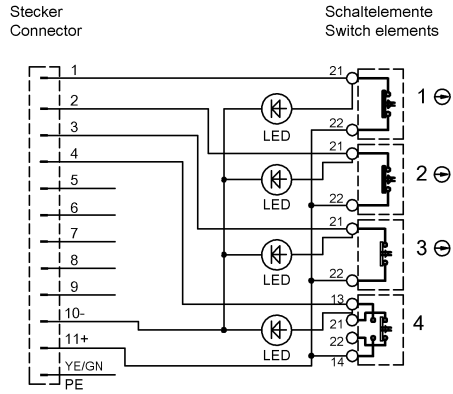 Stecker
Connector
Schaltelemente
Switch elements
1
2
3
4
5
6
7
8
9
10-
11+
YE/GN
PE
LED
LED
LED
LED
21
22
1
21
22
2
21
22
3
13
21
22
14
4